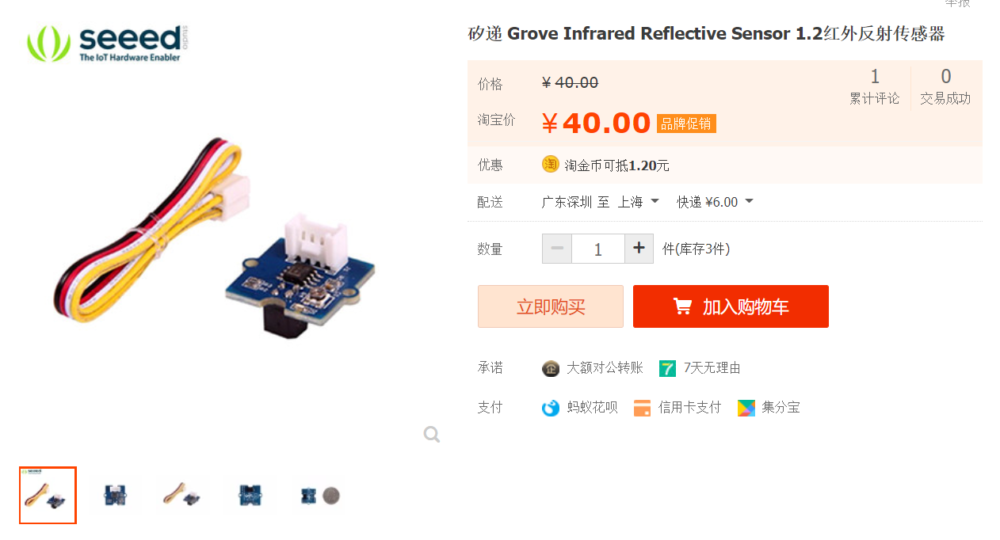 举报
seeed
studio
The IoT Hardware Enabler
矽递 Grove Infrared Reflective Sensor 1.2红外反射传感器
价格 ¥ 40.00
1
累计评论
0
交易成功
淘宝价 ¥40.00 品牌促销
优惠 淘 淘金币可抵1.20元
配送 广东深圳 至 上海 快递 ¥6.00
数量 − 1 + 件(库存3件)
立即购买 加入购物车
承诺 企 大额对公转账 7 7天无理由
支付 蚂蚁花呗 信用卡支付 集分宝